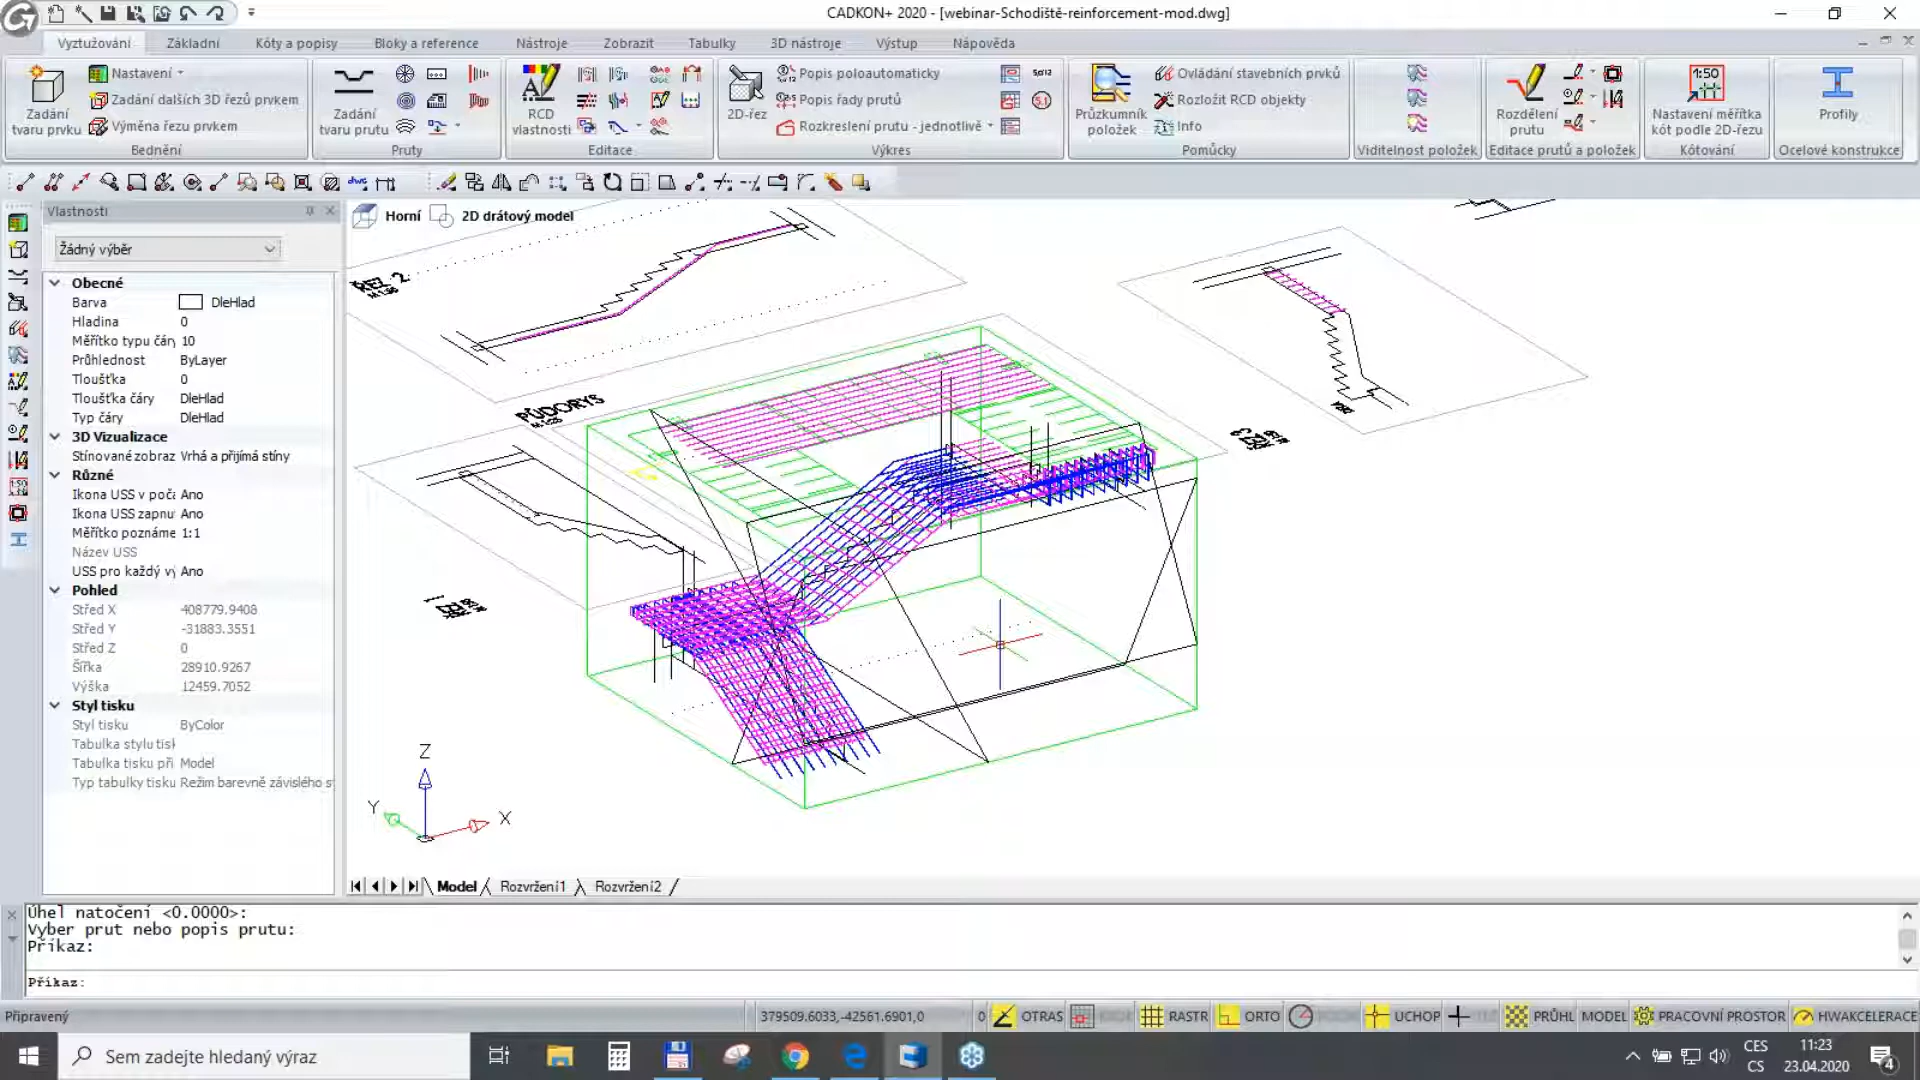 CADKON+ 2020 - [webinar-Schodiště-reinforcement-mod.dwg]
Vyztužování Základní Kóty a popisy Bloky a reference Nástroje Zobrazit Tabulky 3D nástroje Výstup Nápověda
Zadání tvaru prvku
Nastavení
Zadání dalších 3D řezů prvkem
Výměna řezu prvkem
Bednění
Zadání tvaru prutu
Pruty
RCD vlastnosti
Editace
2D-řez
Popis poloautomaticky
Popis řady prutů
Rozkreslení prutu - jednotlivě
Výkres
Průzkumník položek
Ovládání stavebních prvků
Rozložit RCD objekty
Info
Pomůcky
Viditelnost položek
Rozdělení prutu
Editace prutů a položek
1:50
Nastavení měřítka kót podle 2D-řezu
Kótování
Profily
Ocelové konstrukce
Vlastnosti
Žádný výběr
Obecné
Barva DleHlad
Hladina 0
Měřítko typu čáry 10
Průhlednost ByLayer
Tloušťka 0
Tloušťka čáry DleHlad
Typ čáry DleHlad
3D Vizualizace
Stínované zobraz Vrhá a přijímá stíny
Různé
Ikona USS v poča Ano
Ikona USS zapnu Ano
Měřítko poznáme 1:1
Název USS
USS pro každý vý Ano
Pohled
Střed X 408779.9408
Střed Y -31883.3551
Střed Z 0
Šířka 28910.9267
Výška 12459.7052
Styl tisku
Styl tisku ByColor
Tabulka stylu tisk
Tabulka tisku při Model
Typ tabulky tisku Režim barevně závislého s
Horní 2D drátový model
ŘEZ 2
PŮDORYS
Z
Y
X
Model Rozvržení1 Rozvržení2
Úhel natočení <0.0000>:
Vyber prut nebo popis prutu:
Příkaz:
Příkaz:
Připravený 379509.6033,-42561.6901,0 0 OTRAS RASTR ORTO UCHOP PRŮHL MODEL PRACOVNÍ PROSTOR HWAKCELERACE
Sem zadejte hledaný výraz
CES
CS
11:23
23.04.2020
4